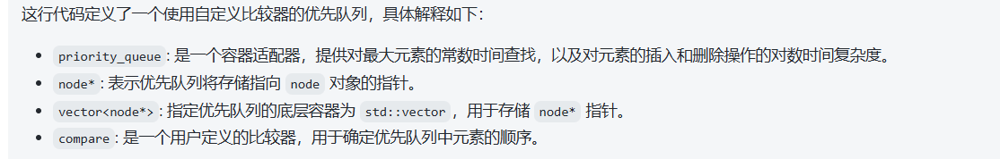 这行代码定义了一个使用自定义比较器的优先队列，具体解释如下：
• priority_queue: 是一个容器适配器，提供对最大元素的常数时间查找，以及对元素的插入和删除操作的对数时间复杂度。
• node*: 表示优先队列将存储指向 node 对象的指针。
• vector<node*>: 指定优先队列的底层容器为 std::vector，用于存储 node* 指针。
• compare: 是一个用户定义的比较器，用于确定优先队列中元素的顺序。